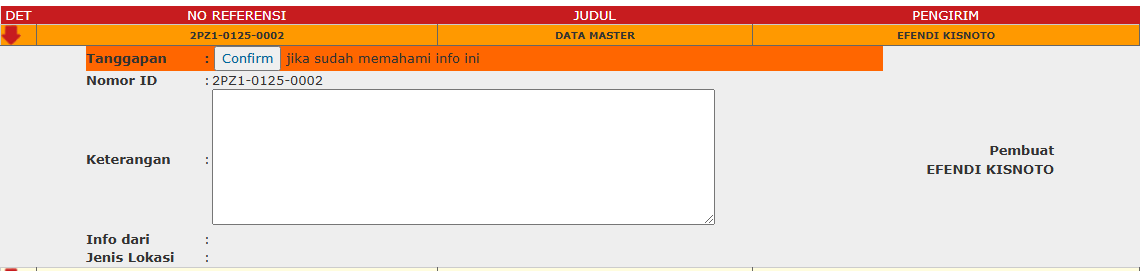 DET NO REFERENSI JUDUL PENGIRIM
2PZ1-0125-0002 DATA MASTER EFENDI KISNOTO
Tanggapan : Confirm jika sudah memahami info ini
Nomor ID : 2PZ1-0125-0002
Keterangan :
Pembuat
EFENDI KISNOTO
Info dari :
Jenis Lokasi :